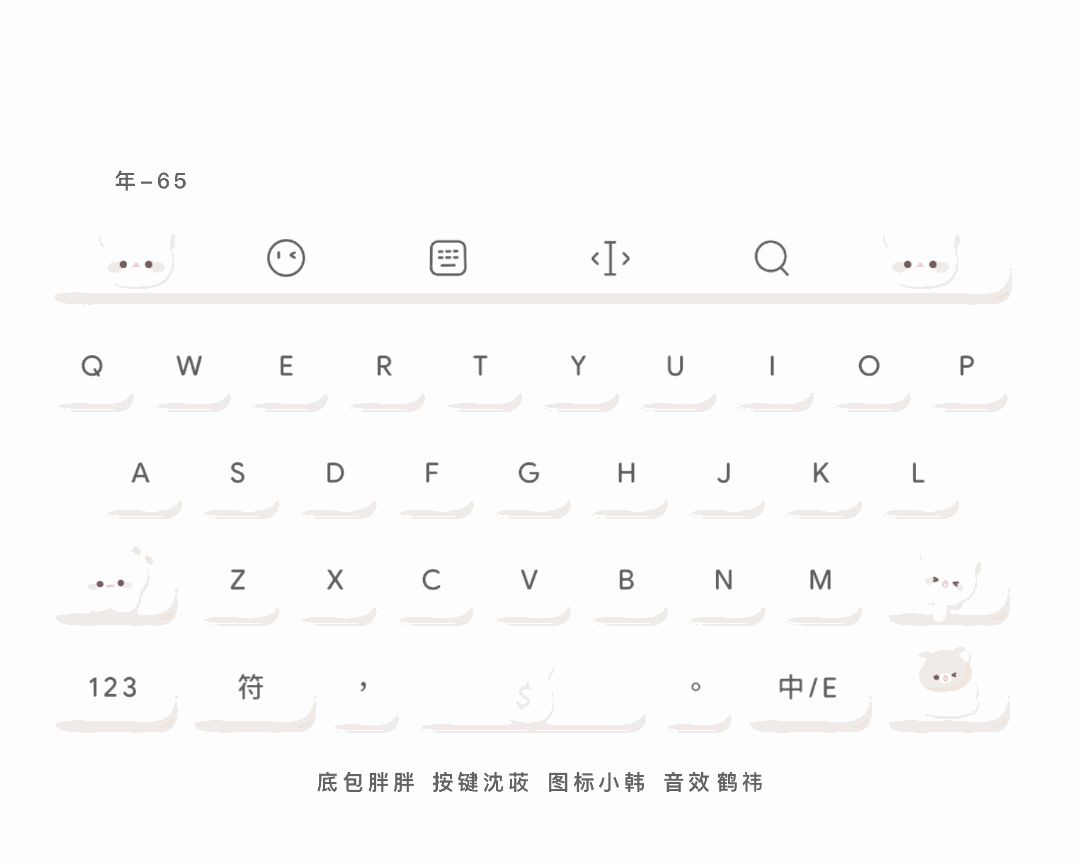 年-65
Q W E R T Y U I O P
A S D F G H J K L
$
Z X C V B N M
123 符 ， $ 。 中/E
底包胖胖 按键沈莜 图标小韩 音效鹤祎